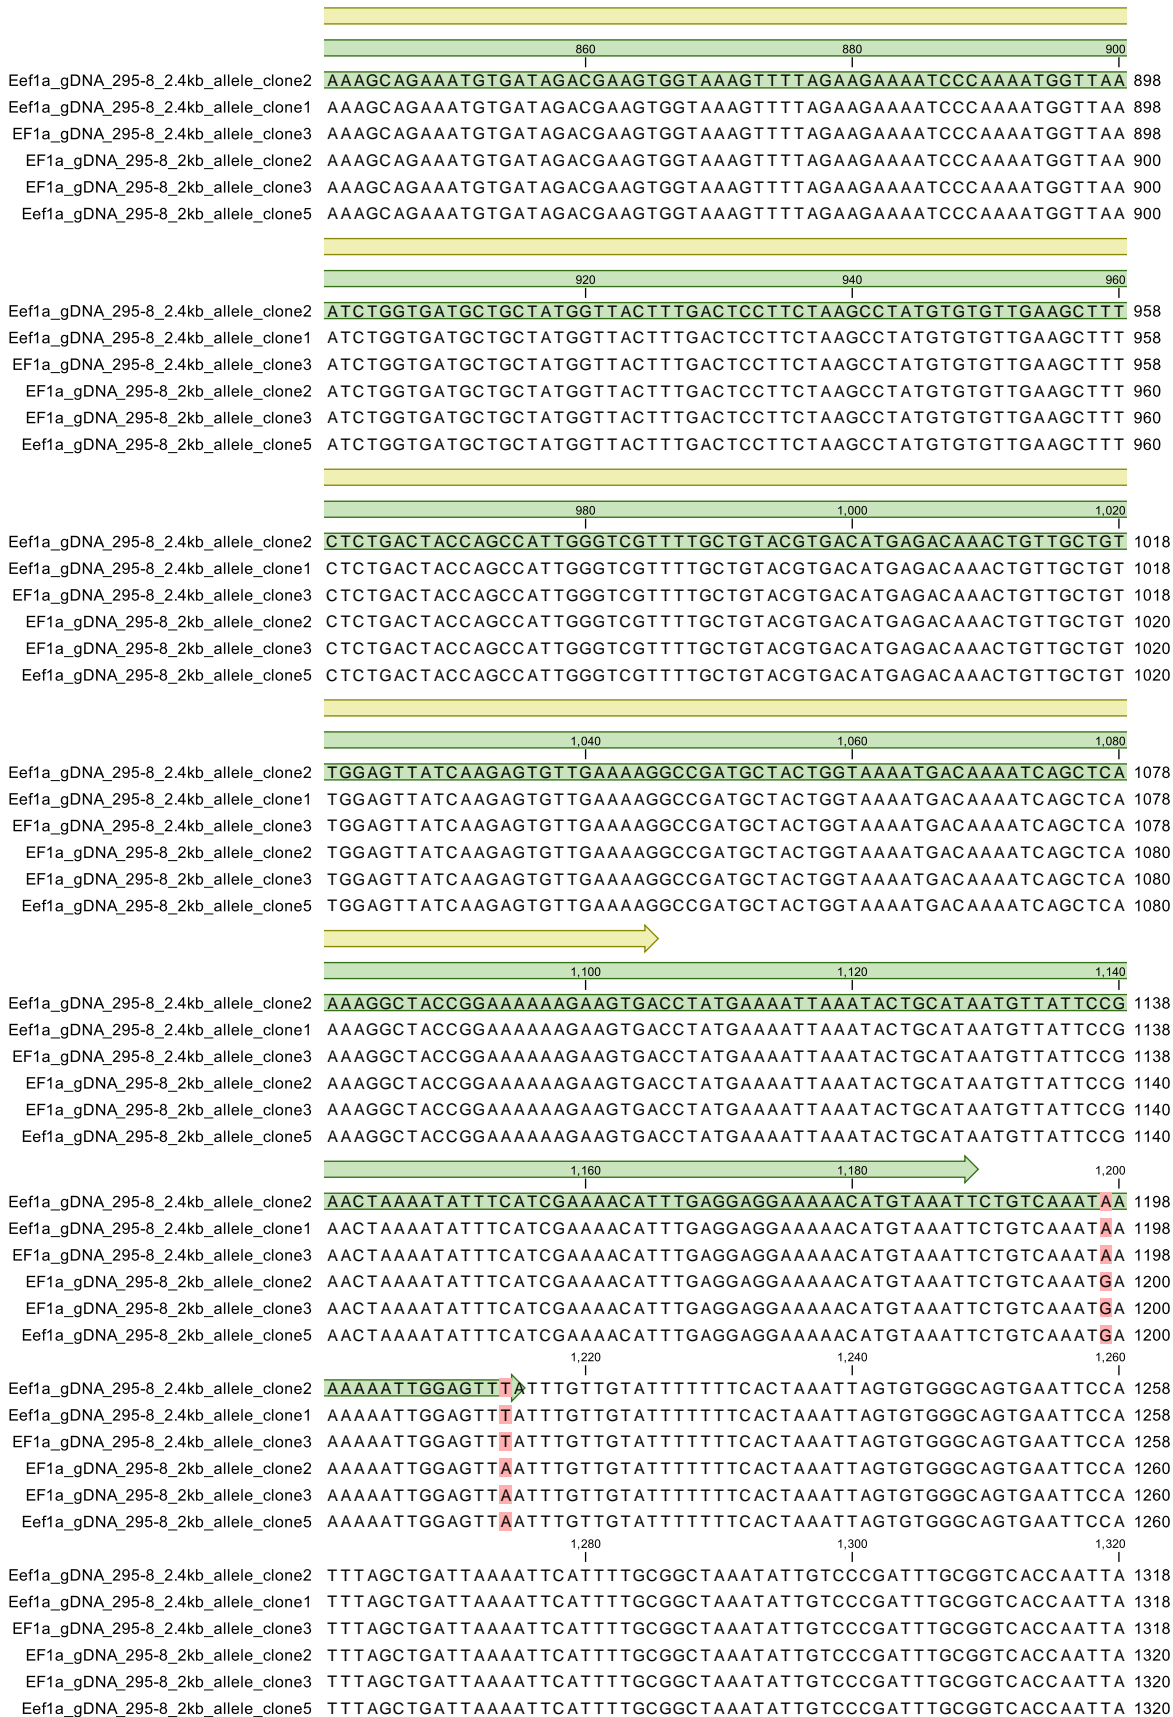 860 880 900
Eef1a_gDNA_295-8_2.4kb_allele_clone2 AAAGCAGAAATGTGATAGACGAAGTGGTAAAGTTTTAGAAGAAAATCCCAAAATGGTTAA 898
Eef1a_gDNA_295-8_2.4kb_allele_clone1 AAAGCAGAAATGTGATAGACGAAGTGGTAAAGTTTTAGAAGAAAATCCCAAAATGGTTAA 898
EF1a_gDNA_295-8_2.4kb_allele_clone3 AAAGCAGAAATGTGATAGACGAAGTGGTAAAGTTTTAGAAGAAAATCCCAAAATGGTTAA 898
EF1a_gDNA_295-8_2kb_allele_clone2 AAAGCAGAAATGTGATAGACGAAGTGGTAAAGTTTTAGAAGAAAATCCCAAAATGGTTAA 900
EF1a_gDNA_295-8_2kb_allele_clone3 AAAGCAGAAATGTGATAGACGAAGTGGTAAAGTTTTAGAAGAAAATCCCAAAATGGTTAA 900
Eef1a_gDNA_295-8_2kb_allele_clone5 AAAGCAGAAATGTGATAGACGAAGTGGTAAAGTTTTAGAAGAAAATCCCAAAATGGTTAA 900
920 940 960
Eef1a_gDNA_295-8_2.4kb_allele_clone2 ATCTGGTGATGCTGCTATGGTTACTTTGACTCCTTCTAAGCCTATGTGTGTTGAAGCTTT 958
Eef1a_gDNA_295-8_2.4kb_allele_clone1 ATCTGGTGATGCTGCTATGGTTACTTTGACTCCTTCTAAGCCTATGTGTGTTGAAGCTTT 958
EF1a_gDNA_295-8_2.4kb_allele_clone3 ATCTGGTGATGCTGCTATGGTTACTTTGACTCCTTCTAAGCCTATGTGTGTTGAAGCTTT 958
EF1a_gDNA_295-8_2kb_allele_clone2 ATCTGGTGATGCTGCTATGGTTACTTTGACTCCTTCTAAGCCTATGTGTGTTGAAGCTTT 960
EF1a_gDNA_295-8_2kb_allele_clone3 ATCTGGTGATGCTGCTATGGTTACTTTGACTCCTTCTAAGCCTATGTGTGTTGAAGCTTT 960
Eef1a_gDNA_295-8_2kb_allele_clone5 ATCTGGTGATGCTGCTATGGTTACTTTGACTCCTTCTAAGCCTATGTGTGTTGAAGCTTT 960
980 1,000 1,020
Eef1a_gDNA_295-8_2.4kb_allele_clone2 CTCTGACTACCAGCCATTGGGTCGTTTTGCTGTACGTGACATGAGACAAACTGTTGCTGT 1018
Eef1a_gDNA_295-8_2.4kb_allele_clone1 CTCTGACTACCAGCCATTGGGTCGTTTTGCTGTACGTGACATGAGACAAACTGTTGCTGT 1018
EF1a_gDNA_295-8_2.4kb_allele_clone3 CTCTGACTACCAGCCATTGGGTCGTTTTGCTGTACGTGACATGAGACAAACTGTTGCTGT 1018
EF1a_gDNA_295-8_2kb_allele_clone2 CTCTGACTACCAGCCATTGGGTCGTTTTGCTGTACGTGACATGAGACAAACTGTTGCTGT 1020
EF1a_gDNA_295-8_2kb_allele_clone3 CTCTGACTACCAGCCATTGGGTCGTTTTGCTGTACGTGACATGAGACAAACTGTTGCTGT 1020
Eef1a_gDNA_295-8_2kb_allele_clone5 CTCTGACTACCAGCCATTGGGTCGTTTTGCTGTACGTGACATGAGACAAACTGTTGCTGT 1020
1,040 1,060 1,080
Eef1a_gDNA_295-8_2.4kb_allele_clone2 TGGAGTTATCAAGAGTGTTGAAAAGGCCGATGCTACTGGTAAAATGACAAAATCAGCTCA 1078
Eef1a_gDNA_295-8_2.4kb_allele_clone1 TGGAGTTATCAAGAGTGTTGAAAAGGCCGATGCTACTGGTAAAATGACAAAATCAGCTCA 1078
EF1a_gDNA_295-8_2.4kb_allele_clone3 TGGAGTTATCAAGAGTGTTGAAAAGGCCGATGCTACTGGTAAAATGACAAAATCAGCTCA 1078
EF1a_gDNA_295-8_2kb_allele_clone2 TGGAGTTATCAAGAGTGTTGAAAAGGCCGATGCTACTGGTAAAATGACAAAATCAGCTCA 1080
EF1a_gDNA_295-8_2kb_allele_clone3 TGGAGTTATCAAGAGTGTTGAAAAGGCCGATGCTACTGGTAAAATGACAAAATCAGCTCA 1080
Eef1a_gDNA_295-8_2kb_allele_clone5 TGGAGTTATCAAGAGTGTTGAAAAGGCCGATGCTACTGGTAAAATGACAAAATCAGCTCA 1080
1,100 1,120 1,140
Eef1a_gDNA_295-8_2.4kb_allele_clone2 AAAGGCTACCGGAAAAAAGAAGTGACCTATGAAAATTAAATACTGCATAATGTTATTCCG 1138
Eef1a_gDNA_295-8_2.4kb_allele_clone1 AAAGGCTACCGGAAAAAAGAAGTGACCTATGAAAATTAAATACTGCATAATGTTATTCCG 1138
EF1a_gDNA_295-8_2.4kb_allele_clone3 AAAGGCTACCGGAAAAAAGAAGTGACCTATGAAAATTAAATACTGCATAATGTTATTCCG 1138
EF1a_gDNA_295-8_2kb_allele_clone2 AAAGGCTACCGGAAAAAAGAAGTGACCTATGAAAATTAAATACTGCATAATGTTATTCCG 1140
EF1a_gDNA_295-8_2kb_allele_clone3 AAAGGCTACCGGAAAAAAGAAGTGACCTATGAAAATTAAATACTGCATAATGTTATTCCG 1140
Eef1a_gDNA_295-8_2kb_allele_clone5 AAAGGCTACCGGAAAAAAGAAGTGACCTATGAAAATTAAATACTGCATAATGTTATTCCG 1140
1,160 1,180 1,200
Eef1a_gDNA_295-8_2.4kb_allele_clone2 AACTAAAATATTTCATCGAAAACATTTGAGGAGGAAAAACATGTAAATTCTGTCAAATAA 1198
Eef1a_gDNA_295-8_2.4kb_allele_clone1 AACTAAAATATTTCATCGAAAACATTTGAGGAGGAAAAACATGTAAATTCTGTCAAATAA 1198
EF1a_gDNA_295-8_2.4kb_allele_clone3 AACTAAAATATTTCATCGAAAACATTTGAGGAGGAAAAACATGTAAATTCTGTCAAATAA 1198
EF1a_gDNA_295-8_2kb_allele_clone2 AACTAAAATATTTCATCGAAAACATTTGAGGAGGAAAAACATGTAAATTCTGTCAAATGA 1200
EF1a_gDNA_295-8_2kb_allele_clone3 AACTAAAATATTTCATCGAAAACATTTGAGGAGGAAAAACATGTAAATTCTGTCAAATGA 1200
Eef1a_gDNA_295-8_2kb_allele_clone5 AACTAAAATATTTCATCGAAAACATTTGAGGAGGAAAAACATGTAAATTCTGTCAAATGA 1200
1,220 1,240 1,260
Eef1a_gDNA_295-8_2.4kb_allele_clone2 AAAAATTGGAGTTTATTTGTTGTATTTTTTTCACTAAATTAGTGTGGGCAGTGAATTCCA 1258
Eef1a_gDNA_295-8_2.4kb_allele_clone1 AAAAATTGGAGTTTATTTGTTGTATTTTTTTCACTAAATTAGTGTGGGCAGTGAATTCCA 1258
EF1a_gDNA_295-8_2.4kb_allele_clone3 AAAAATTGGAGTTTATTTGTTGTATTTTTTTCACTAAATTAGTGTGGGCAGTGAATTCCA 1258
EF1a_gDNA_295-8_2kb_allele_clone2 AAAAATTGGAGTTAATTTGTTGTATTTTTTTCACTAAATTAGTGTGGGCAGTGAATTCCA 1260
EF1a_gDNA_295-8_2kb_allele_clone3 AAAAATTGGAGTTAATTTGTTGTATTTTTTTCACTAAATTAGTGTGGGCAGTGAATTCCA 1260
Eef1a_gDNA_295-8_2kb_allele_clone5 AAAAATTGGAGTTAATTTGTTGTATTTTTTTCACTAAATTAGTGTGGGCAGTGAATTCCA 1260
1,280 1,300 1,320
Eef1a_gDNA_295-8_2.4kb_allele_clone2 TTTAGCTGATTAAAATTCATTTTGCGGCTAAATATTGTCCCGATTTGCGGTCACCAATTA 1318
Eef1a_gDNA_295-8_2.4kb_allele_clone1 TTTAGCTGATTAAAATTCATTTTGCGGCTAAATATTGTCCCGATTTGCGGTCACCAATTA 1318
EF1a_gDNA_295-8_2.4kb_allele_clone3 TTTAGCTGATTAAAATTCATTTTGCGGCTAAATATTGTCCCGATTTGCGGTCACCAATTA 1318
EF1a_gDNA_295-8_2kb_allele_clone2 TTTAGCTGATTAAAATTCATTTTGCGGCTAAATATTGTCCCGATTTGCGGTCACCAATTA 1320
EF1a_gDNA_295-8_2kb_allele_clone3 TTTAGCTGATTAAAATTCATTTTGCGGCTAAATATTGTCCCGATTTGCGGTCACCAATTA 1320
Eef1a_gDNA_295-8_2kb_allele_clone5 TTTAGCTGATTAAAATTCATTTTGCGGCTAAATATTGTCCCGATTTGCGGTCACCAATTA 1320